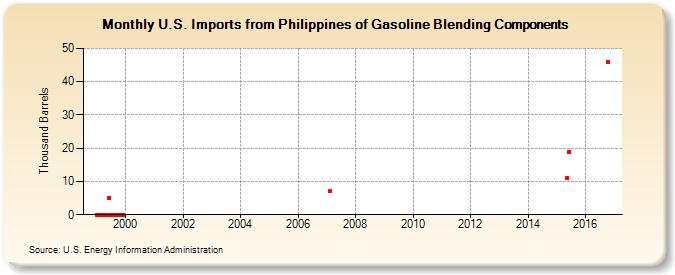 Monthly U.S. Imports from Philippines of Gasoline Blending Components
Thousand Barrels
50
40
30
20
10
0
2000 2002 2004 2006 2008 2010 2012 2014 2016
Source: U.S. Energy Information Administration